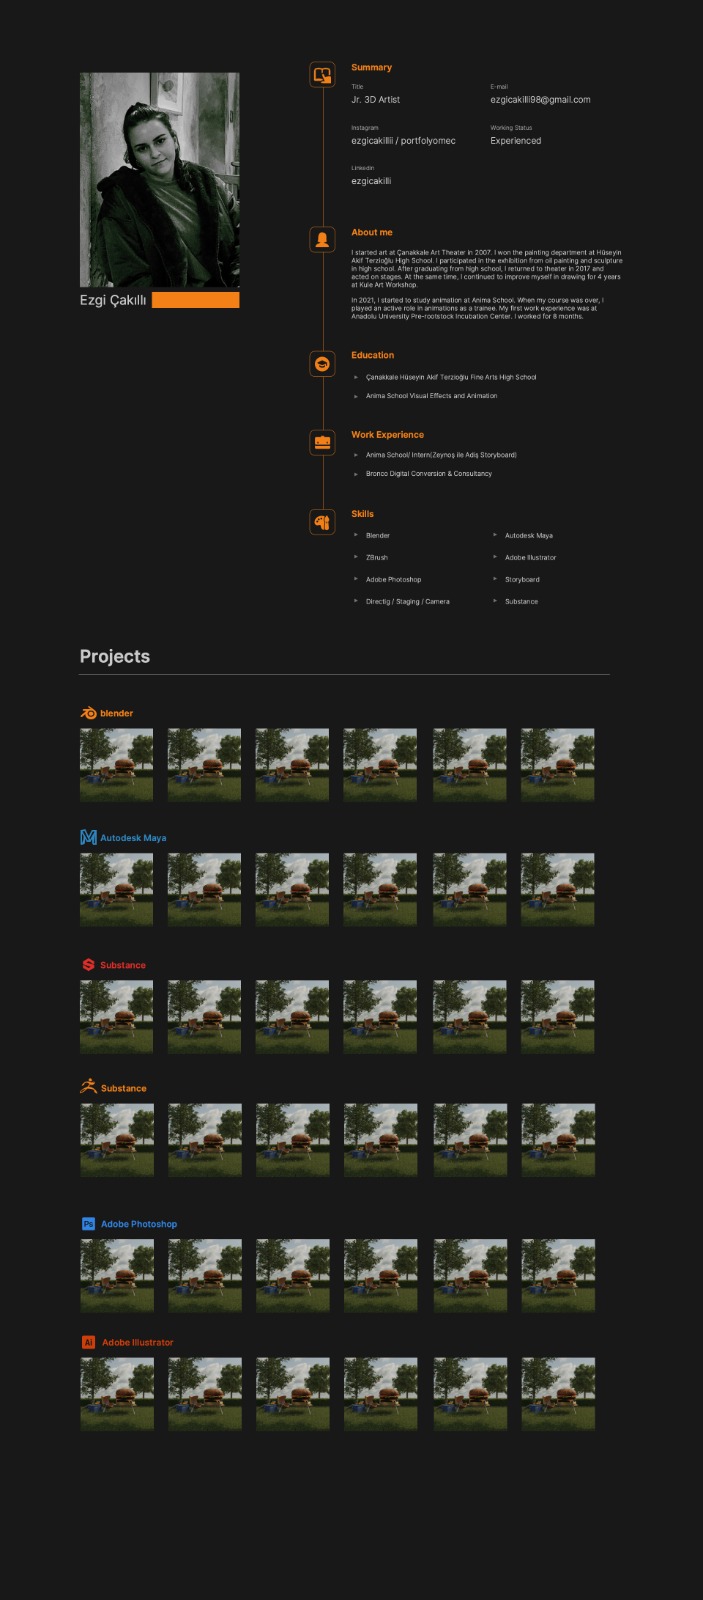 Ezgi Çakıllı
Summary
Title
Jr. 3D Artist
E-mail
ezgicakilli98@gmail.com
Instagram
ezgicakillii / portfolyomec
Working Status
Experienced
Linkedin
ezgicakilli
About me
I started art at Çanakkale Art Theater in 2007. I won the painting department at Hüseyin
Akif Terzioğlu High School. I participated in the exhibition from oil painting and sculpture
in high school. After graduating from high school, I returned to theater in 2017 and
acted on stages. At the same time, I continued to improve myself in drawing for 4 years
at Kule Art Workshop.
In 2021, I started to study animation at Anima School. When my course was over, I
played an active role in animations as a trainee. My first work experience was at
Anadolu University Pre-rootstock Incubation Center. I worked for 8 months.
Education
Çanakkale Hüseyin Akif Terzioğlu Fine Arts High School
Anima School Visual Effects and Animation
Work Experience
Anima School/ Intern(Zeynoş ile Adiş Storyboard)
Bronco Digital Conversion & Consultancy
Skills
Blender
Autodesk Maya
ZBrush
Adobe Illustrator
Adobe Photoshop
Storyboard
Directig / Staging / Camera
Substance
Projects
blender
Autodesk Maya
Substance
Substance
Ps Adobe Photoshop
Ai Adobe Illustrator